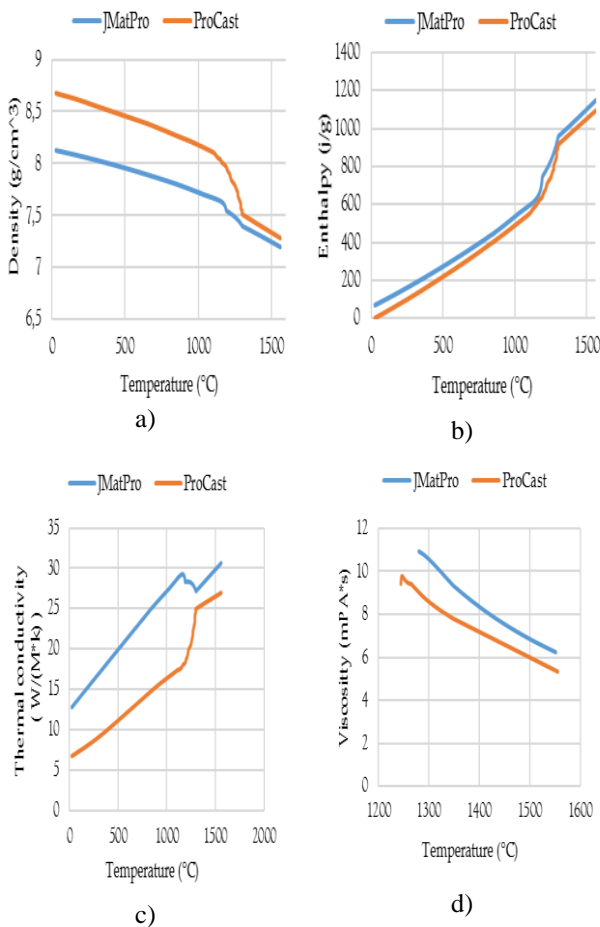 JMatPro ProCast
Density (g/cm^3)
9
8,5
8
7,5
7
6,5
0 500 1000 1500
Temperature (°C)
a)
JMatPro ProCast
Enthalpy (j/g)
1400
1200
1000
800
600
400
200
0
0 500 1000 1500
Temperature (°C)
b)
JMatPro ProCast
Thermal conductivity
( W/(M*k) )
35
30
25
20
15
10
5
0
0 500 1000 1500 2000
Temperature (°C)
c)
JMatPro ProCast
Viscositty (mPA*s)
12
10
8
6
4
2
0
1200 1300 1400 1500 1600
Temperature (°C)
d)